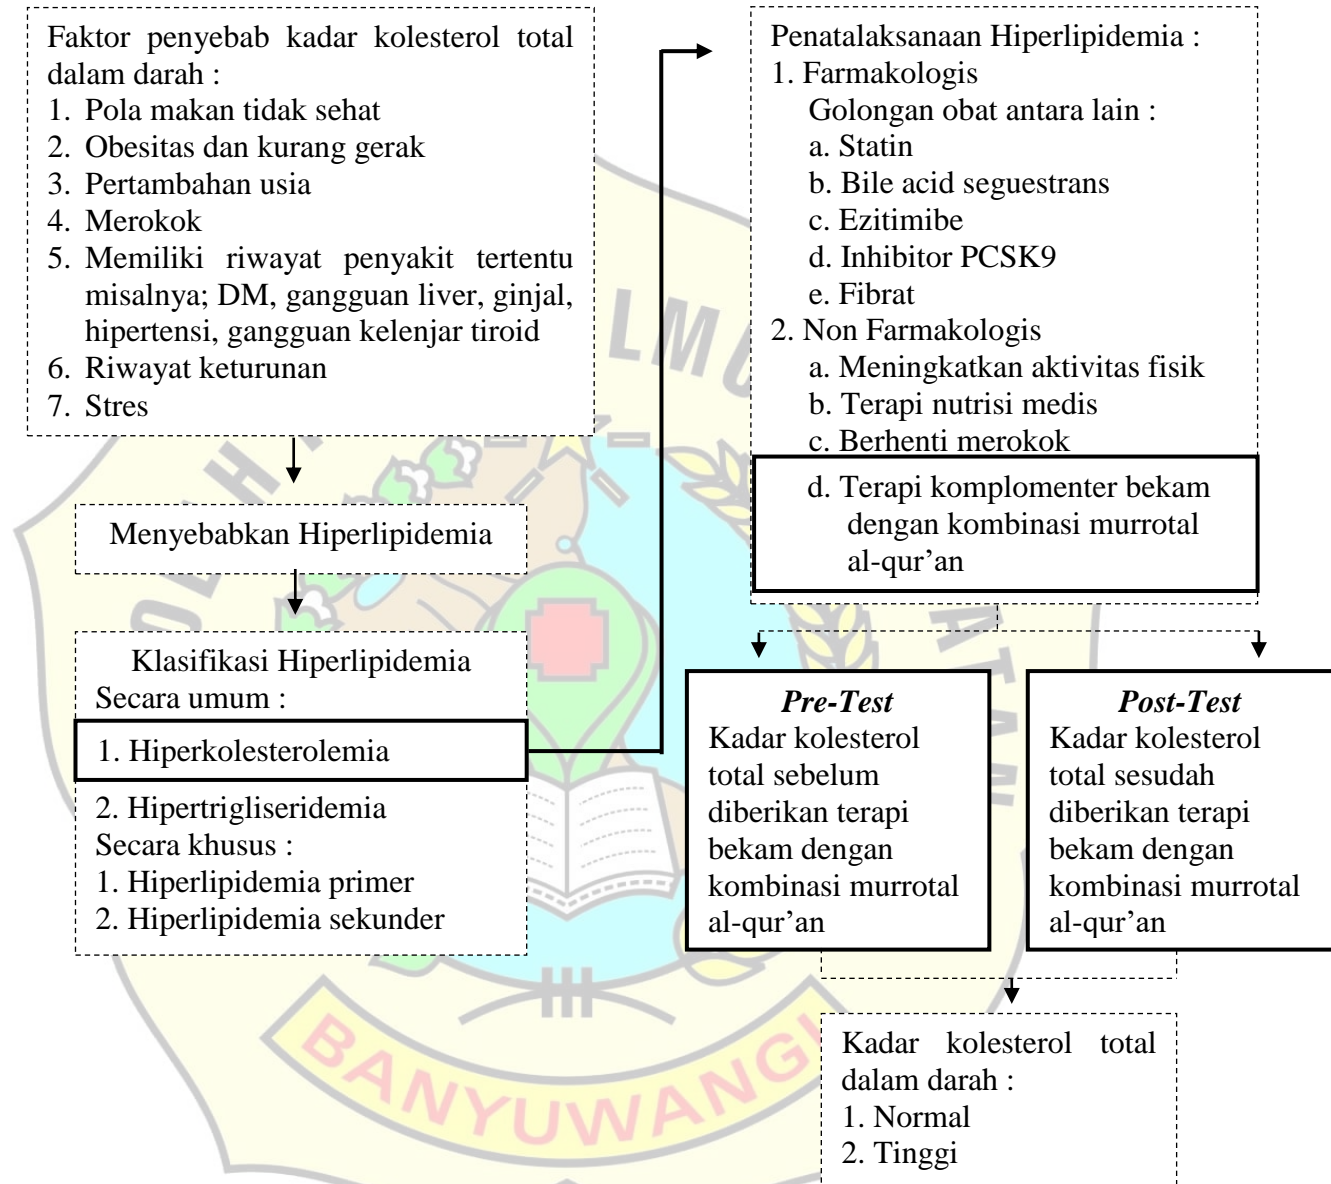 Faktor penyebab kadar kolesterol total
dalam darah :
1. Pola makan tidak sehat
2. Obesitas dan kurang gerak
3. Pertambahan usia
4. Merokok
5. Memiliki riwayat penyakit tertentu
misalnya; DM, gangguan liver, ginjal,
hipertensi, gangguan kelenjar tiroid
6. Riwayat keturunan
7. Stres
Menyebabkan Hiperlipidemia
Klasifikasi Hiperlipidemia
Secara umum :
1. Hiperkolesterolemia
2. Hipertrigliseridemia
Secara khusus :
1. Hiperlipidemia primer
2. Hiperlipidemia sekunder
Penatalaksanaan Hiperlipidemia :
1. Farmakologis
Golongan obat antara lain :
a. Statin
b. Bile acid seguestrans
c. Ezitimibe
d. Inhibitor PCSK9
e. Fibrat
2. Non Farmakologis
a. Meningkatkan aktivitas fisik
b. Terapi nutrisi medis
c. Berhenti merokok
d. Terapi komplomenter bekam
dengan kombinasi murrotal
al-qur’an
Pre-Test
Kadar kolesterol
total sebelum
diberikan terapi
bekam dengan
kombinasi murrotal
al-qur’an
Post-Test
Kadar kolesterol
total sesudah
diberikan terapi
bekam dengan
kombinasi murrotal
al-qur’an
Kadar kolesterol total
dalam darah :
1. Normal
2. Tinggi
BANYUWANGI